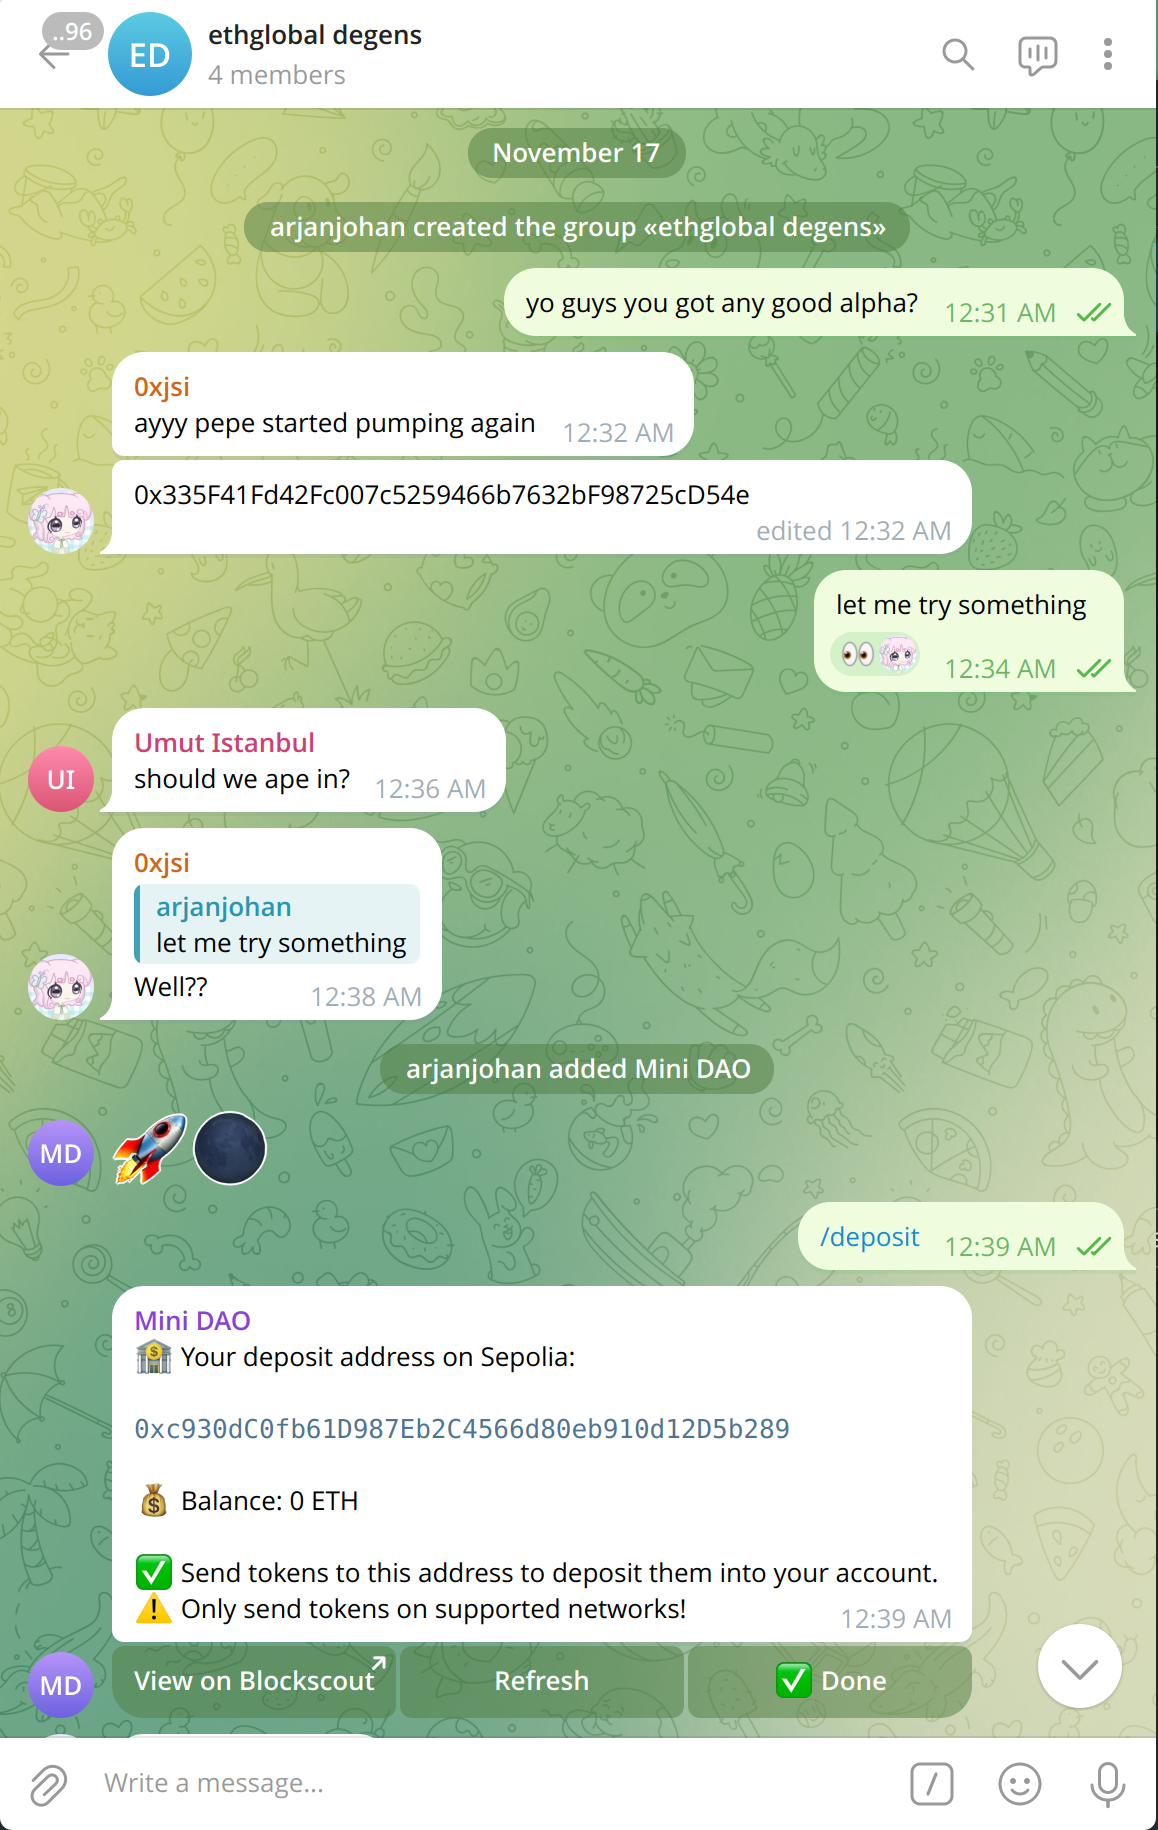 ..96
ED
ethglobal degens
4 members
November 17
arjanjohan created the group «ethglobal degens»
yo guys you got any good alpha? 12:31 AM
0xjsi
ayyy pepe started pumping again 12:32 AM
0x335F41Fd42Fc007c5259466b7632bF98725cD54e
edited 12:32 AM
let me try something
12:34 AM
Umut Istanbul
UI
should we ape in? 12:36 AM
0xjsi
arjanjohan
let me try something
Well?? 12:38 AM
arjanjohan added Mini DAO
MD
/deposit 12:39 AM
Mini DAO
Your deposit address on Sepolia:
0xc930dC0fb61D987Eb2C4566d80eb910d12D5b289
Balance: 0 ETH
Send tokens to this address to deposit them into your account.
Only send tokens on supported networks! 12:39 AM
MD
View on Blockscout Refresh Done
Write a message...